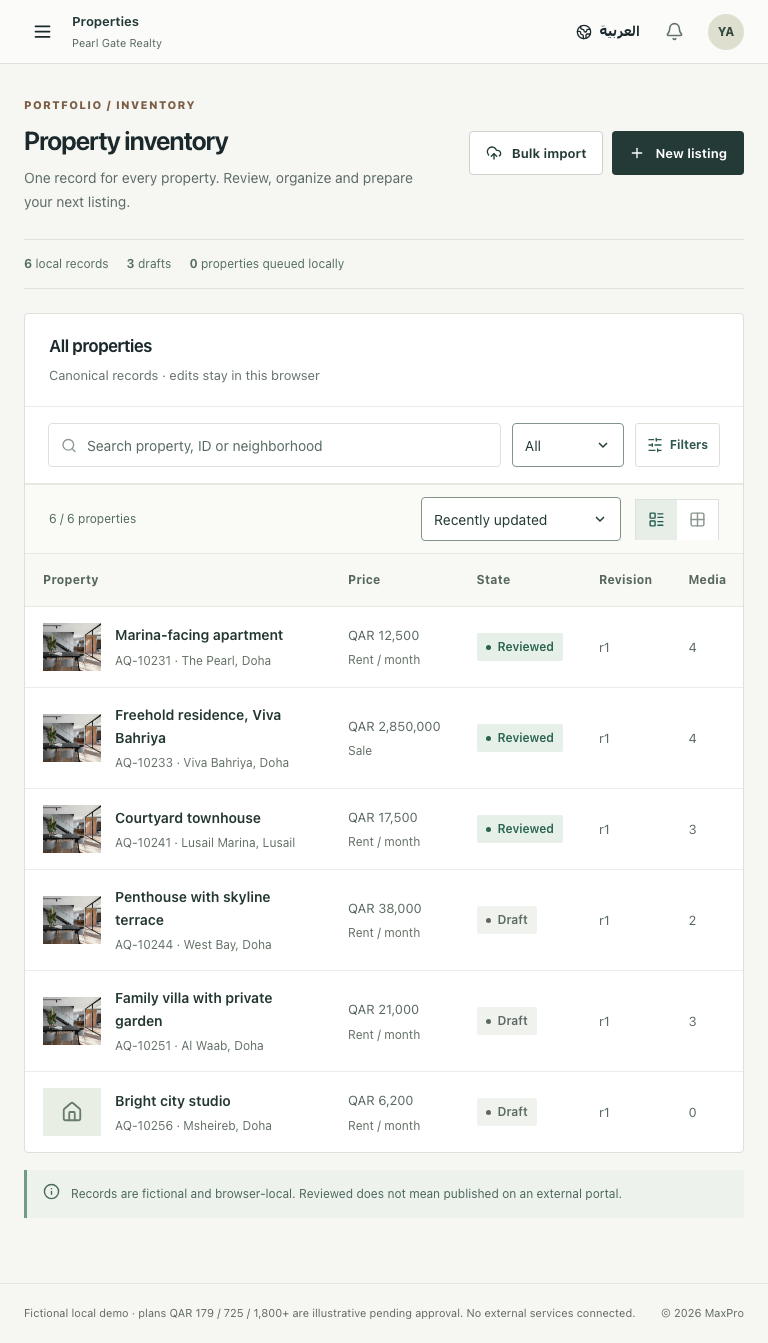 Properties
Pearl Gate Realty
العربية
YA
PORTFOLIO / INVENTORY
Property inventory
One record for every property. Review, organize and prepare
your next listing.
Bulk import
New listing
6 local records 3 drafts 0 properties queued locally
All properties
Canonical records · edits stay in this browser
Search property, ID or neighborhood
All
Filters
6 / 6 properties
Recently updated
Property Price State Revision Media
Marina-facing apartment
AQ-10231 · The Pearl, Doha
QAR 12,500
Rent / month
Reviewed
r1
4
Freehold residence, Viva
Bahriya
AQ-10233 · Viva Bahriya, Doha
QAR 2,850,000
Sale
Reviewed
r1
4
Courtyard townhouse
AQ-10241 · Lusail Marina, Lusail
QAR 17,500
Rent / month
Reviewed
r1
3
Penthouse with skyline
terrace
AQ-10244 · West Bay, Doha
QAR 38,000
Rent / month
Draft
r1
2
Family villa with private
garden
AQ-10251 · Al Waab, Doha
QAR 21,000
Rent / month
Draft
r1
3
Bright city studio
AQ-10256 · Msheireb, Doha
QAR 6,200
Rent / month
Draft
r1
0
Records are fictional and browser-local. Reviewed does not mean published on an external portal.
Fictional local demo · plans QAR 179 / 725 / 1,800+ are illustrative pending approval. No external services connected.
© 2026 MaxPro